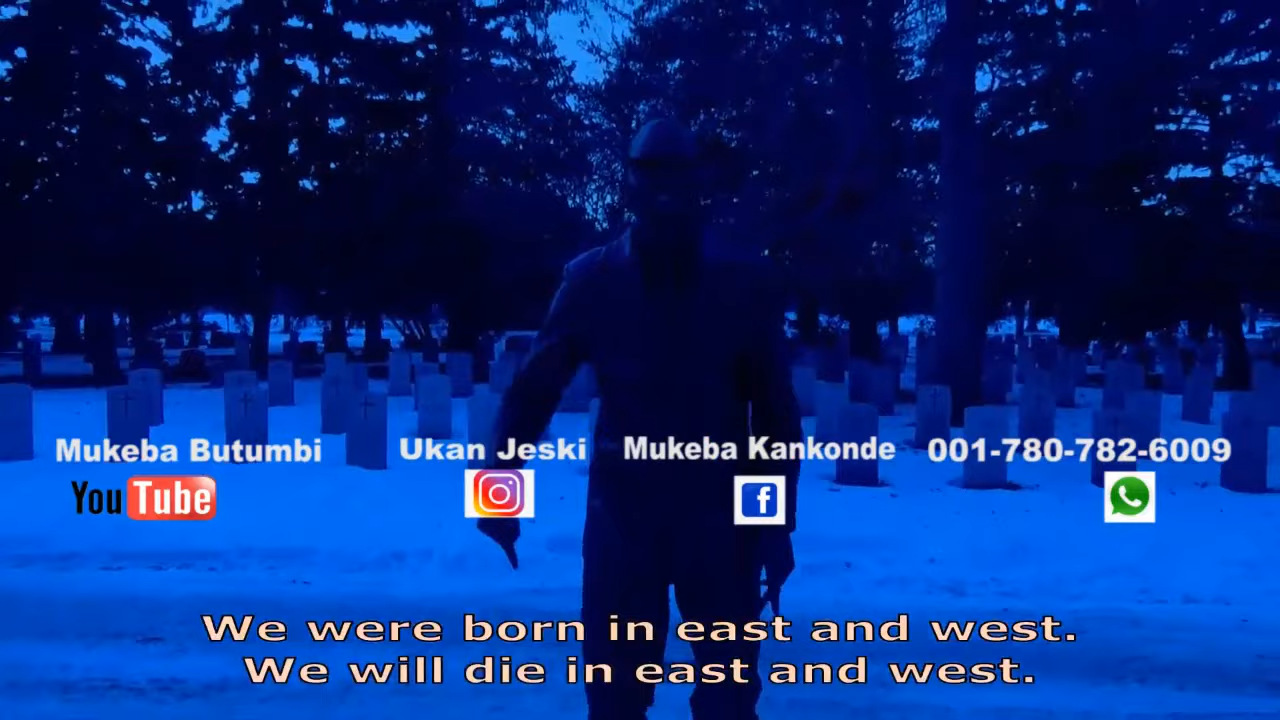 Mukeba Butumbi Ukan Jeski Mukeba Kankonde 001-780-782-6009
YouTube
We were born in east and west.
We will die in east and west.